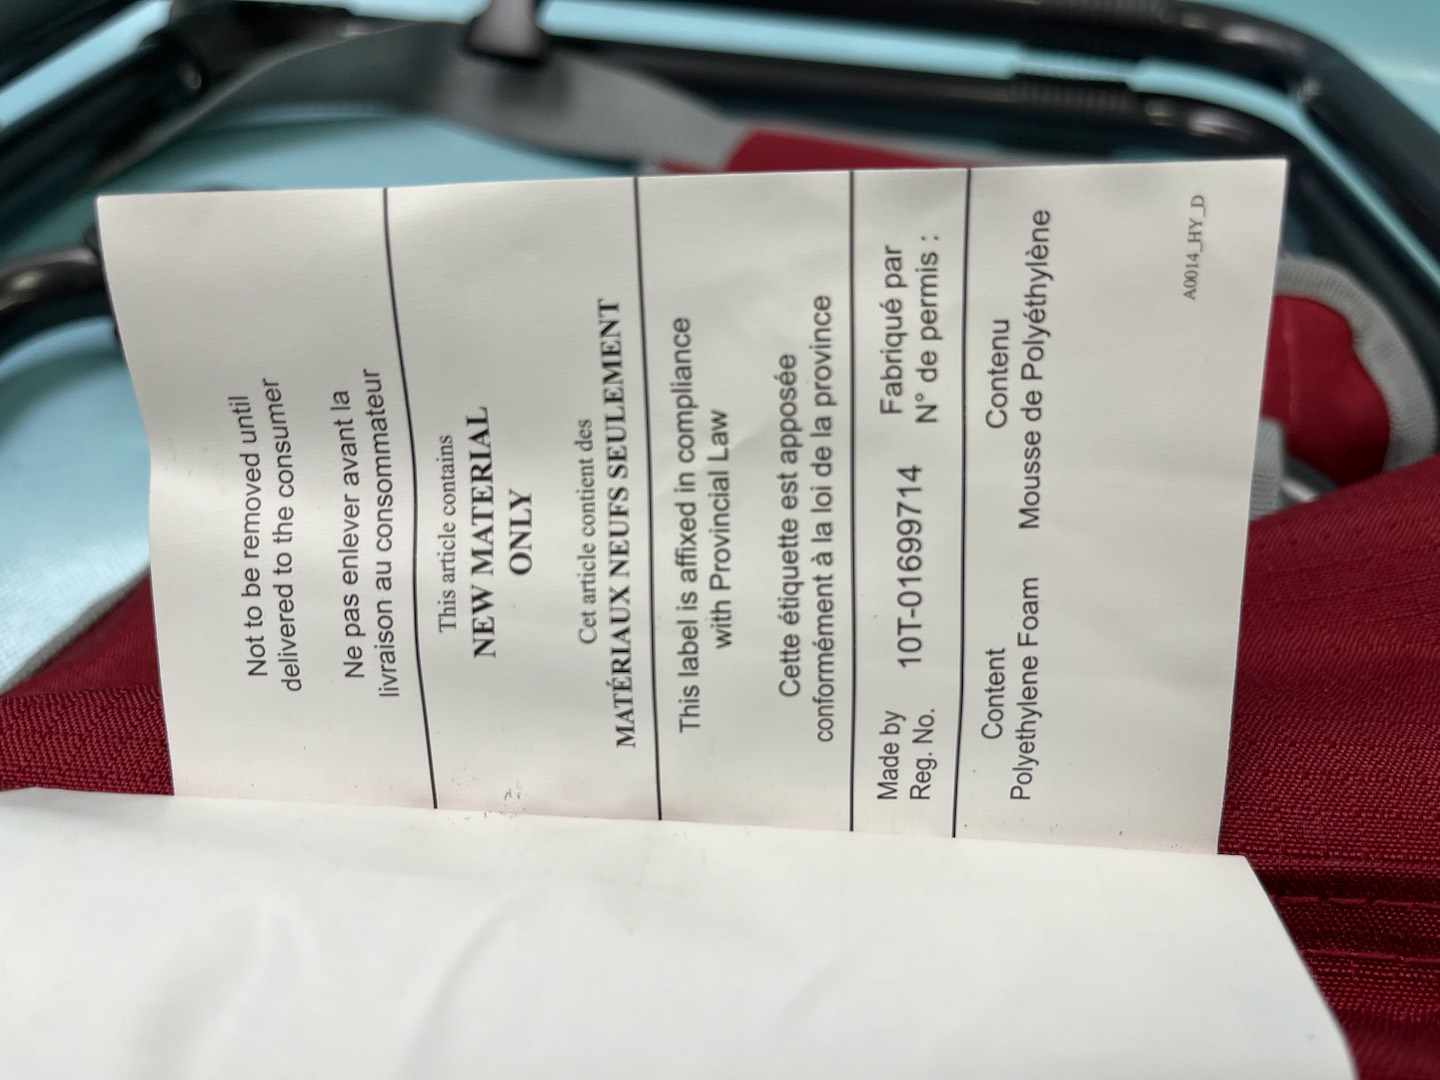 Not to be removed until
delivered to the consumer
Ne pas enlever avant la
livraison au consommateur
This article contains
NEW MATERIAL
ONLY
Cet article contient des
MATÉRIAUX NEUFS SEULEMENT
This label is affixed in compliance
with Provincial Law
Cette étiquette est apposée
conformément à la loi de la province
Made by Fabriqué par
Reg. No. 10T-01699714 N° de permis :
Content Contenu
Polyethylene Foam Mousse de Polyéthylène
A0014_HY_D